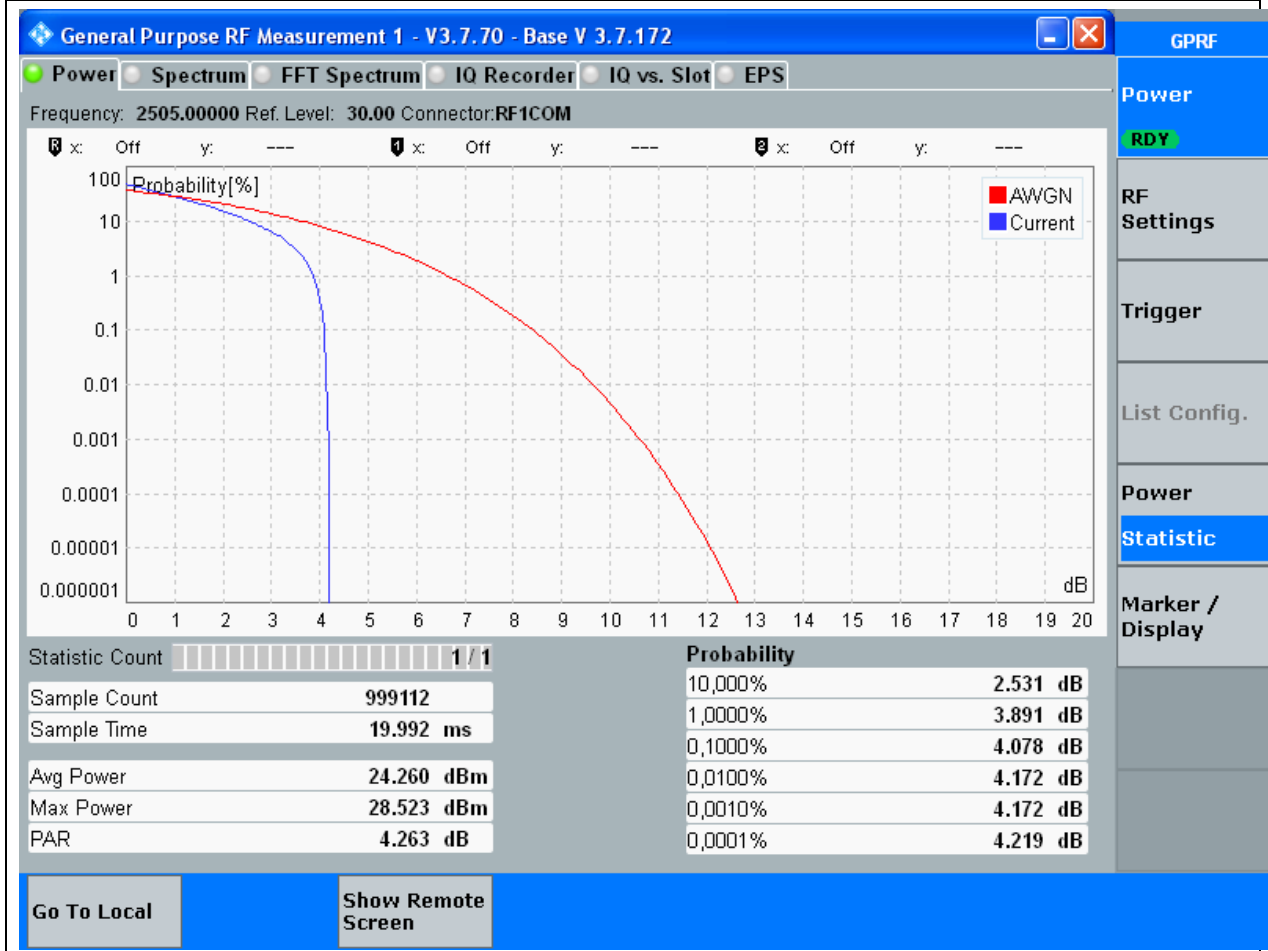 General Purpose RF Measurement 1 - V3.7.70 - Base V 3.7.172
Power Spectrum FFT Spectrum IQ Recorder IQ vs. Slot EPS
Frequency: 2505.00000 Ref. Level: 30.00 Connector:RF1COM
R x: Off y: --- 1 x: Off y: --- 2 x: Off y: ---
Probability[%]
100
10
1
0.1
0.01
0.001
0.0001
0.00001
0.000001
AWGN
Current
dB
0 1 2 3 4 5 6 7 8 9 10 11 12 13 14 15 16 17 18 19 20
Statistic Count 1 / 1
Sample Count 999112
Sample Time 19.992 ms
Avg Power 24.260 dBm
Max Power 28.523 dBm
PAR 4.263 dB
Probability
10,000% 2.531 dB
1,0000% 3.891 dB
0,1000% 4.078 dB
0,0100% 4.172 dB
0,0010% 4.172 dB
0,0001% 4.219 dB
GPRF
Power
RDY
RF
Settings
Trigger
List Config.
Power
Statistic
Marker /
Display
Go To Local
Show Remote
Screen